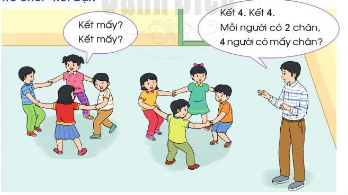 Kết mấy?
Kết mấy?
Kết 4. Kết 4.
Mỗi người có 2 chân,
4 người có mấy chân?